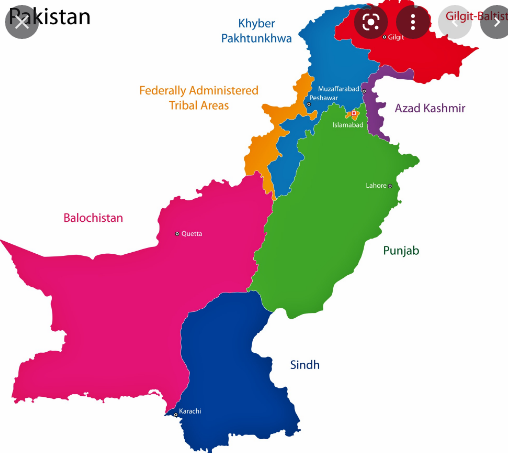 Pakistan
Khyber
Pakhtunkhwa
Gilgit-Baltist
Gilgit
Federally Administered
Tribal Areas
Muzaffarabad
Peshawar
Azad Kashmir
Islamabad
Lahore
Balochistan
Quetta
Punjab
Sindh
Karachi